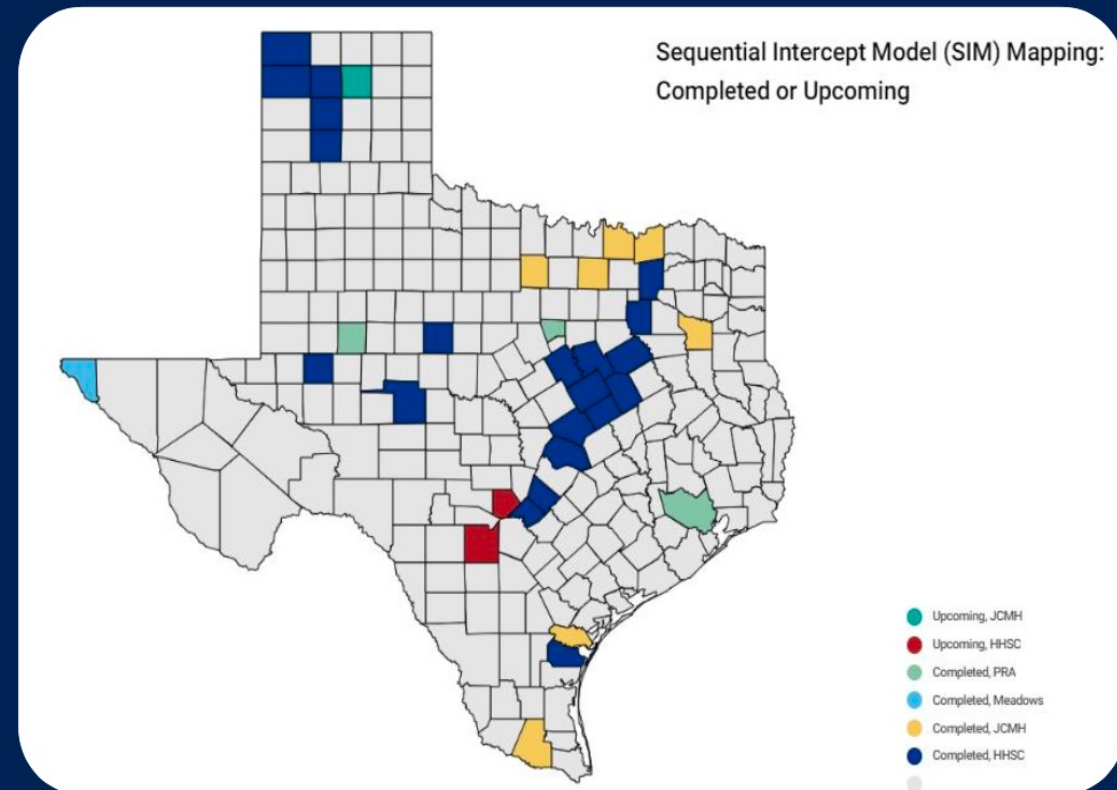 Sequential Intercept Model (SIM) Mapping:
Completed or Upcoming
Upcoming, JCMH
Upcoming, HHSC
Completed, PRA
Completed, Meadows
Completed, JCMH
Completed, HHSC